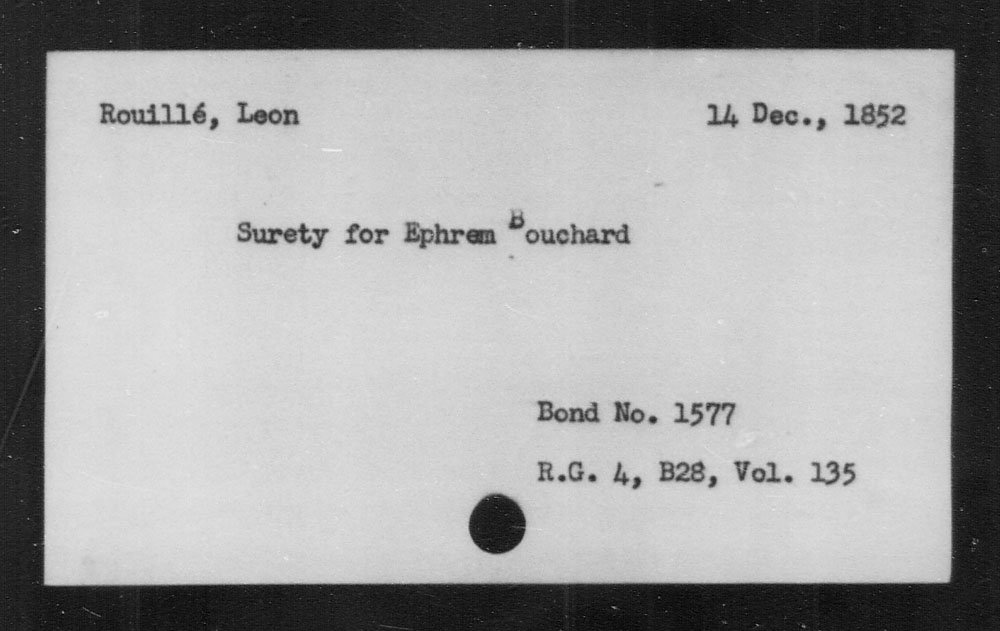 Rouillé, Leon 14 Dec., 1852
Surety for Ephrem Bouchard
Bond No. 1577
R.G. 4, B28, Vol. 135